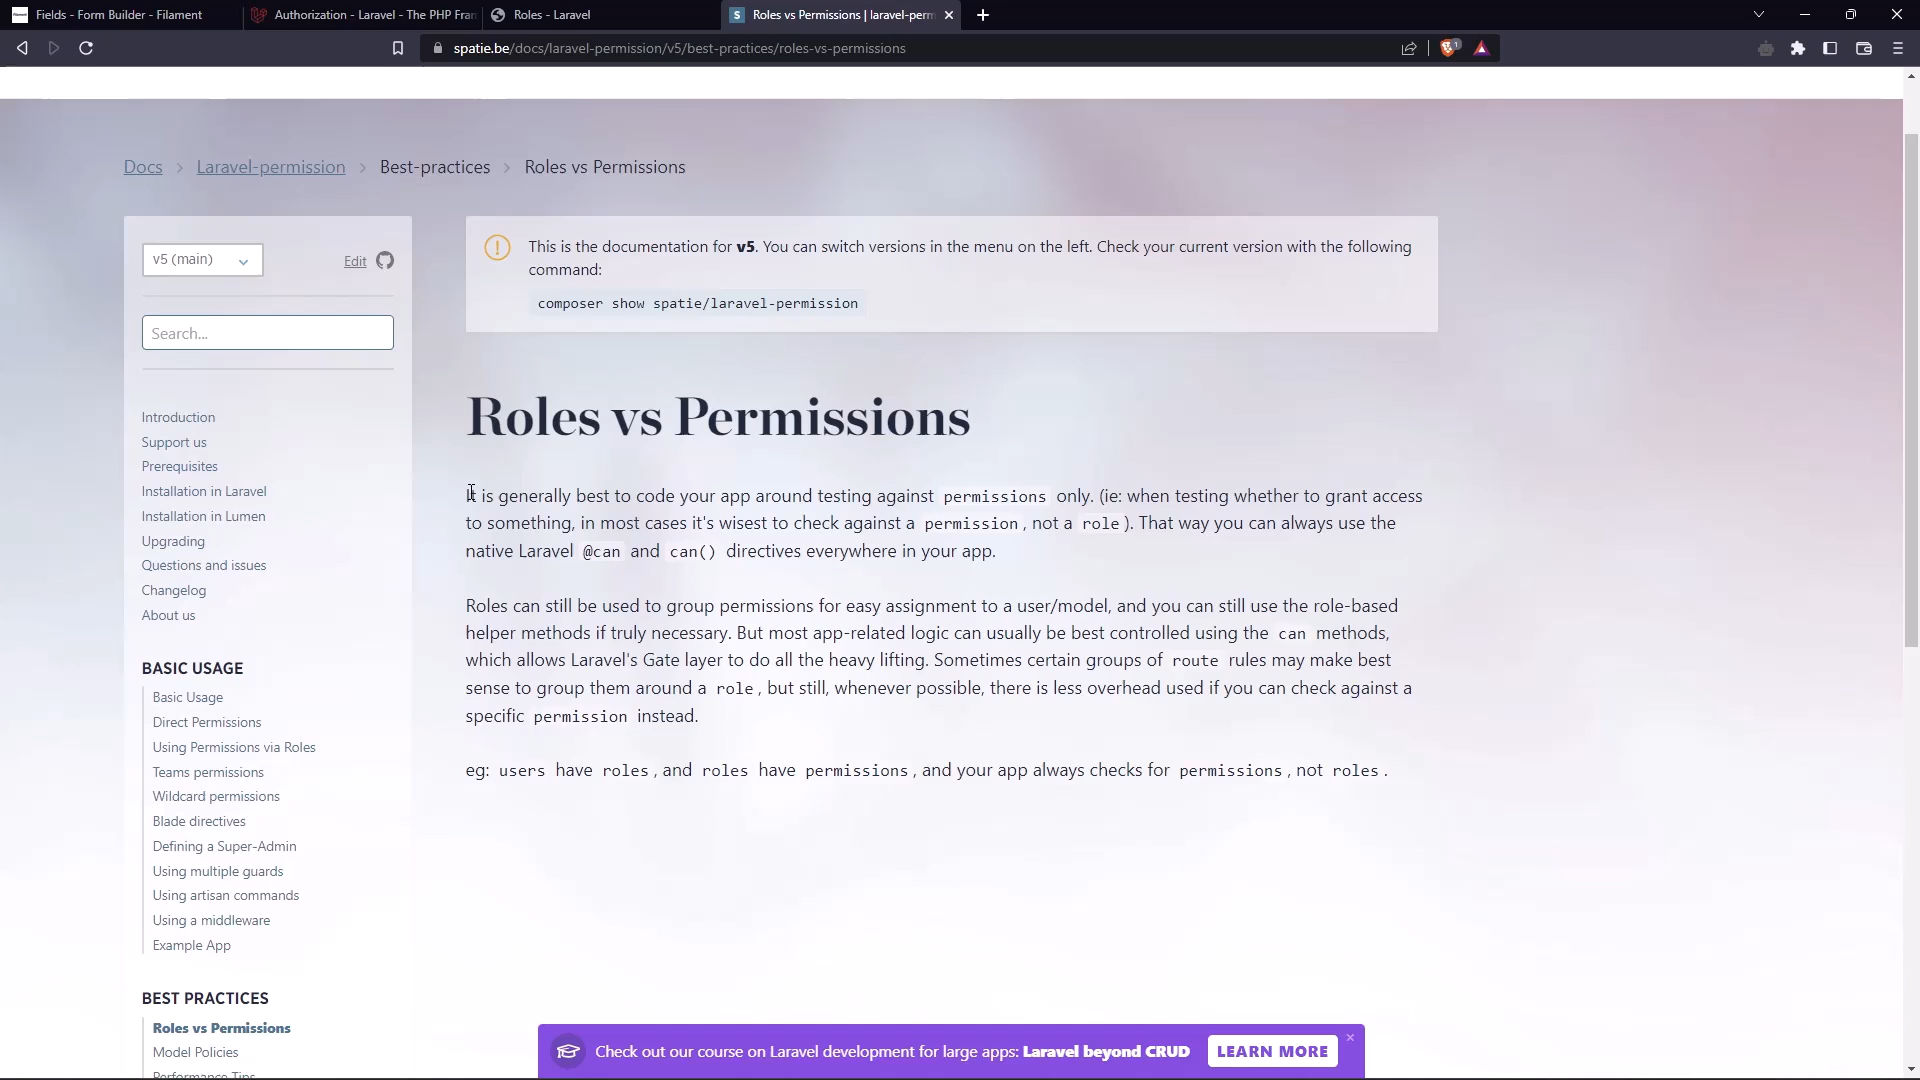 Fields - Form Builder - Filament
Authorization - Laravel - The PHP Fran
Roles - Laravel
Roles vs Permissions | laravel-perm
spatie.be/docs/laravel-permission/v5/best-practices/roles-vs-permissions
1
Docs > Laravel-permission > Best-practices > Roles vs Permissions
v5 (main)
Edit
Search...
Introduction
Support us
Prerequisites
Installation in Laravel
Installation in Lumen
Upgrading
Questions and issues
Changelog
About us
BASIC USAGE
Basic Usage
Direct Permissions
Using Permissions via Roles
Teams permissions
Wildcard permissions
Blade directives
Defining a Super-Admin
Using multiple guards
Using artisan commands
Using a middleware
Example App
BEST PRACTICES
Roles vs Permissions
Model Policies
Performance Tips
This is the documentation for v5. You can switch versions in the menu on the left. Check your current version with the following
command:
composer show spatie/laravel-permission
Roles vs Permissions
It is generally best to code your app around testing against permissions only. (ie: when testing whether to grant access
to something, in most cases it's wisest to check against a permission, not a role). That way you can always use the
native Laravel @can and can() directives everywhere in your app.
Roles can still be used to group permissions for easy assignment to a user/model, and you can still use the role-based
helper methods if truly necessary. But most app-related logic can usually be best controlled using the can methods,
which allows Laravel's Gate layer to do all the heavy lifting. Sometimes certain groups of route rules may make best
sense to group them around a role, but still, whenever possible, there is less overhead used if you can check against a
specific permission instead.
eg: users have roles, and roles have permissions, and your app always checks for permissions, not roles.
Check out our course on Laravel development for large apps: Laravel beyond CRUD
LEARN MORE